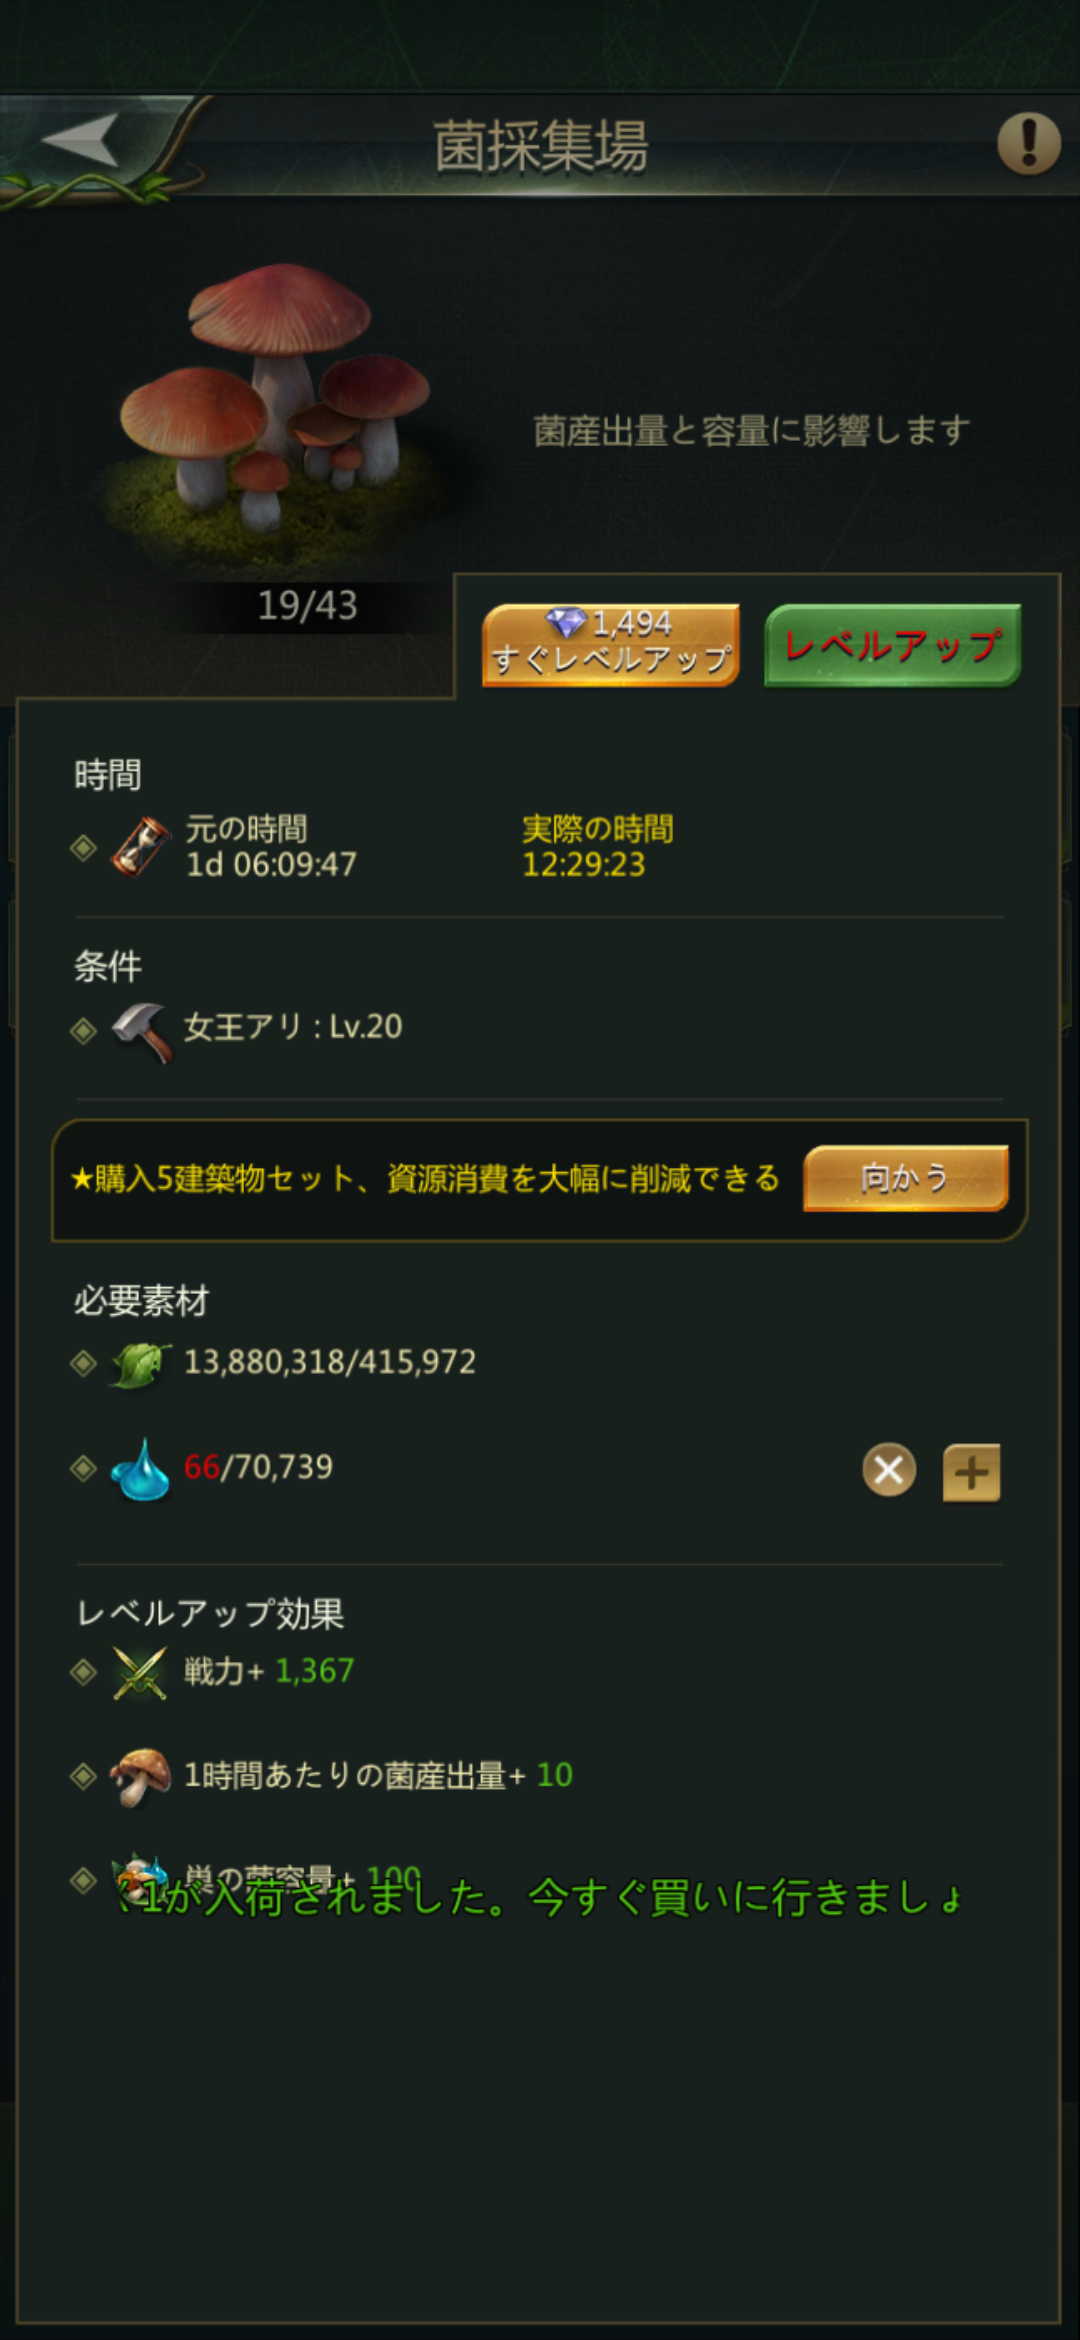 菌採集場
菌産出量と容量に影響します
19/43
1,494
すぐレベルアップ
レベルアップ
時間
元の時間
1d 06:09:47
実際の時間
12:29:23
条件
女王アリ : Lv.20
★購入5建築物セット、資源消費を大幅に削減できる
向かう
必要素材
13,880,318/415,972
66/70,739
レベルアップ効果
戦力+ 1,367
1時間あたりの菌産出量+ 10
巣の菌容量+ 100
1が入荷されました。今すぐ買いに行きましょ